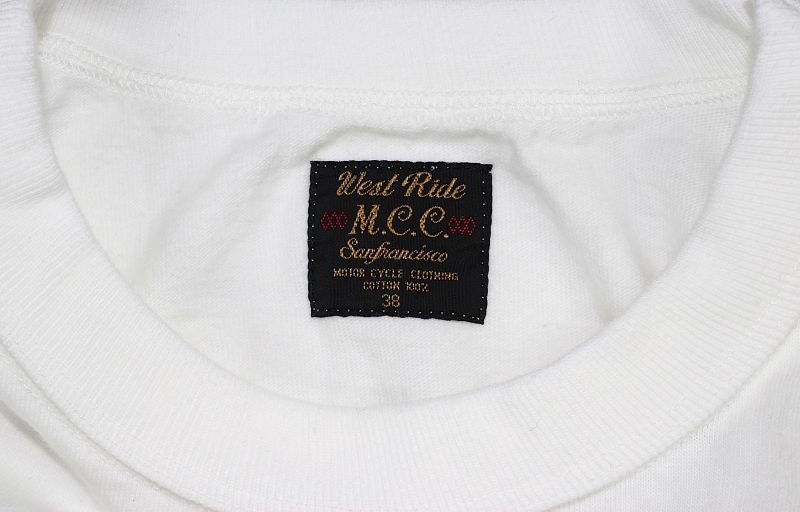 West Ride
M.C.C.
Sanfrancisco
MOTOR CYCLE CLOTHING
COTTON 100%
38